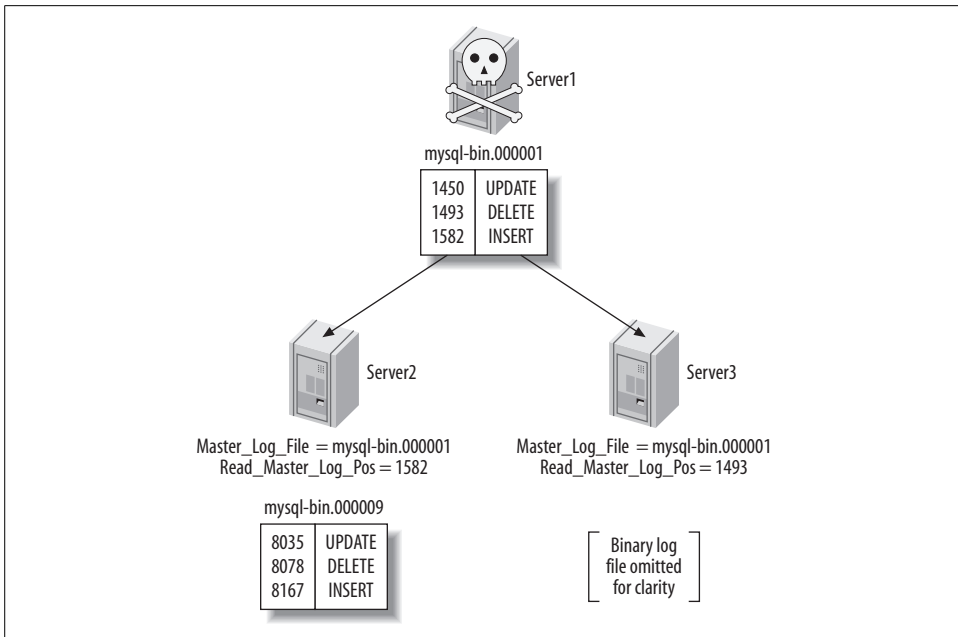 Server1
mysql-bin.000001
1450 UPDATE
1493 DELETE
1582 INSERT
Server2
Server3
Master_Log_File = mysql-bin.000001
Read_Master_Log_Pos = 1582
Master_Log_File = mysql-bin.000001
Read_Master_Log_Pos = 1493
mysql-bin.000009
8035 UPDATE
8078 DELETE
8167 INSERT
Binary log
file omitted
for clarity